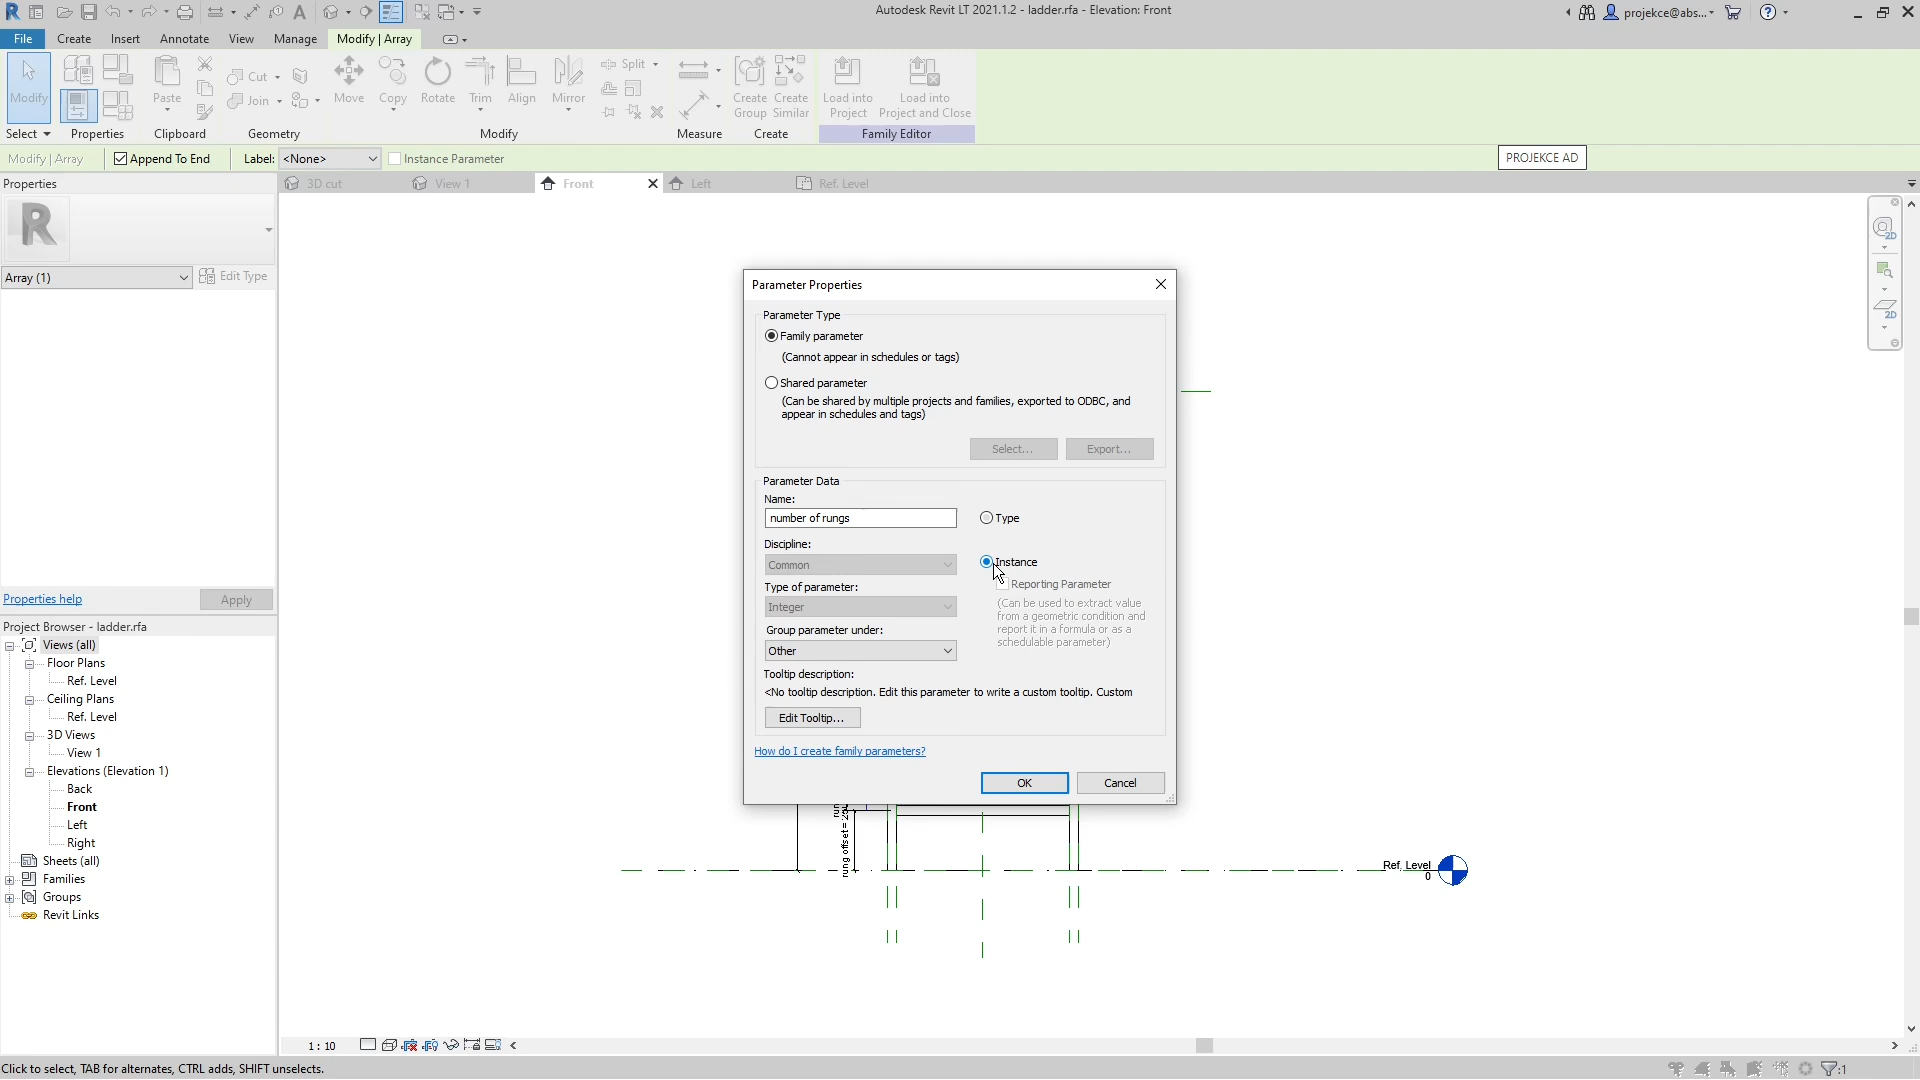 Autodesk Revit LT 2021.1.2 - ladder.rfa - Elevation: Front
projekce@abs...
File
Create
Insert
Annotate
View
Manage
Modify | Array
Modify
Paste
Cut
Join
Move
Copy
Rotate
Trim
Align
Mirror
Split
Create Group
Create Similar
Load into Project
Load into Project and Close
Select
Properties
Clipboard
Geometry
Modify
Measure
Create
Family Editor
Modify | Array
Append To End
Label:
<None>
Instance Parameter
PROJEKCE AD
Properties
3D cut
View 1
Front
Left
Ref. Level
Array (1)
Edit Type
Properties help
Apply
Project Browser - ladder.rfa
Views (all)
Floor Plans
Ref. Level
Ceiling Plans
Ref. Level
3D Views
View 1
Elevations (Elevation 1)
Back
Front
Left
Right
Sheets (all)
Families
Groups
Revit Links
Parameter Properties
Parameter Type
Family parameter
(Cannot appear in schedules or tags)
Shared parameter
(Can be shared by multiple projects and families, exported to ODBC, and
appear in schedules and tags)
Select...
Export...
Parameter Data
Name:
number of rungs
Type
Discipline:
Common
Instance
Type of parameter:
Reporting Parameter
Integer
(Can be used to extract value
from a geometric condition and
report it in a formula or as a
schedulable parameter)
Group parameter under:
Other
Tooltip description:
<No tooltip description. Edit this parameter to write a custom tooltip. Custom
Edit Tooltip...
How do I create family parameters?
OK
Cancel
rung offset = 250
Ref. Level
0
1 : 10
Click to select, TAB for alternates, CTRL adds, SHIFT unselects.
:1
2D
2D